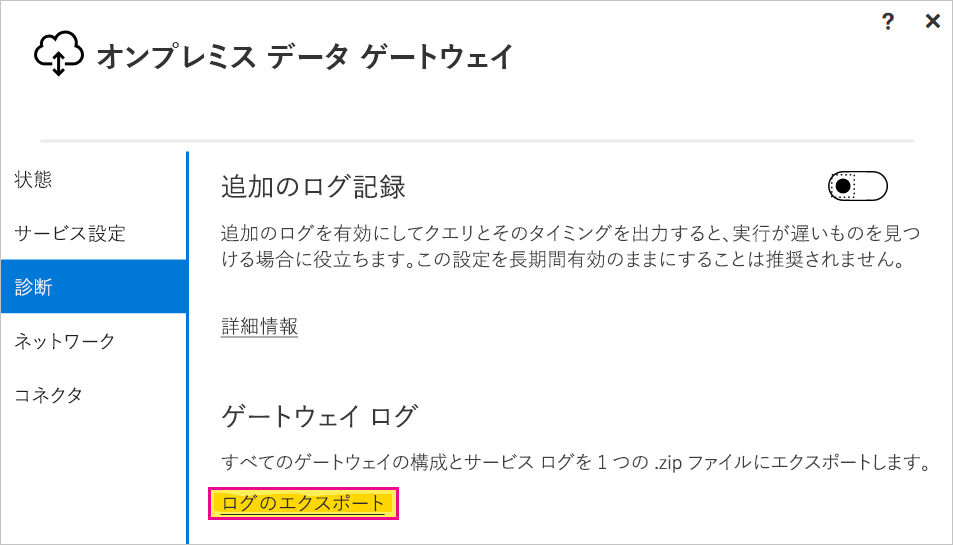 ? ×
オンプレミス データ ゲートウェイ
状態
サービス設定
診断
ネットワーク
コネクタ
追加のログ記録
追加のログを有効にしてクエリとそのタイミングを出力すると、実行が遅いものを見つ
ける場合に役立ちます。この設定を長期間有効のままにすることは推奨されません。
詳細情報
ゲートウェイ ログ
すべてのゲートウェイの構成とサービス ログを 1 つの .zip ファイルにエクスポートします。
ログのエクスポート